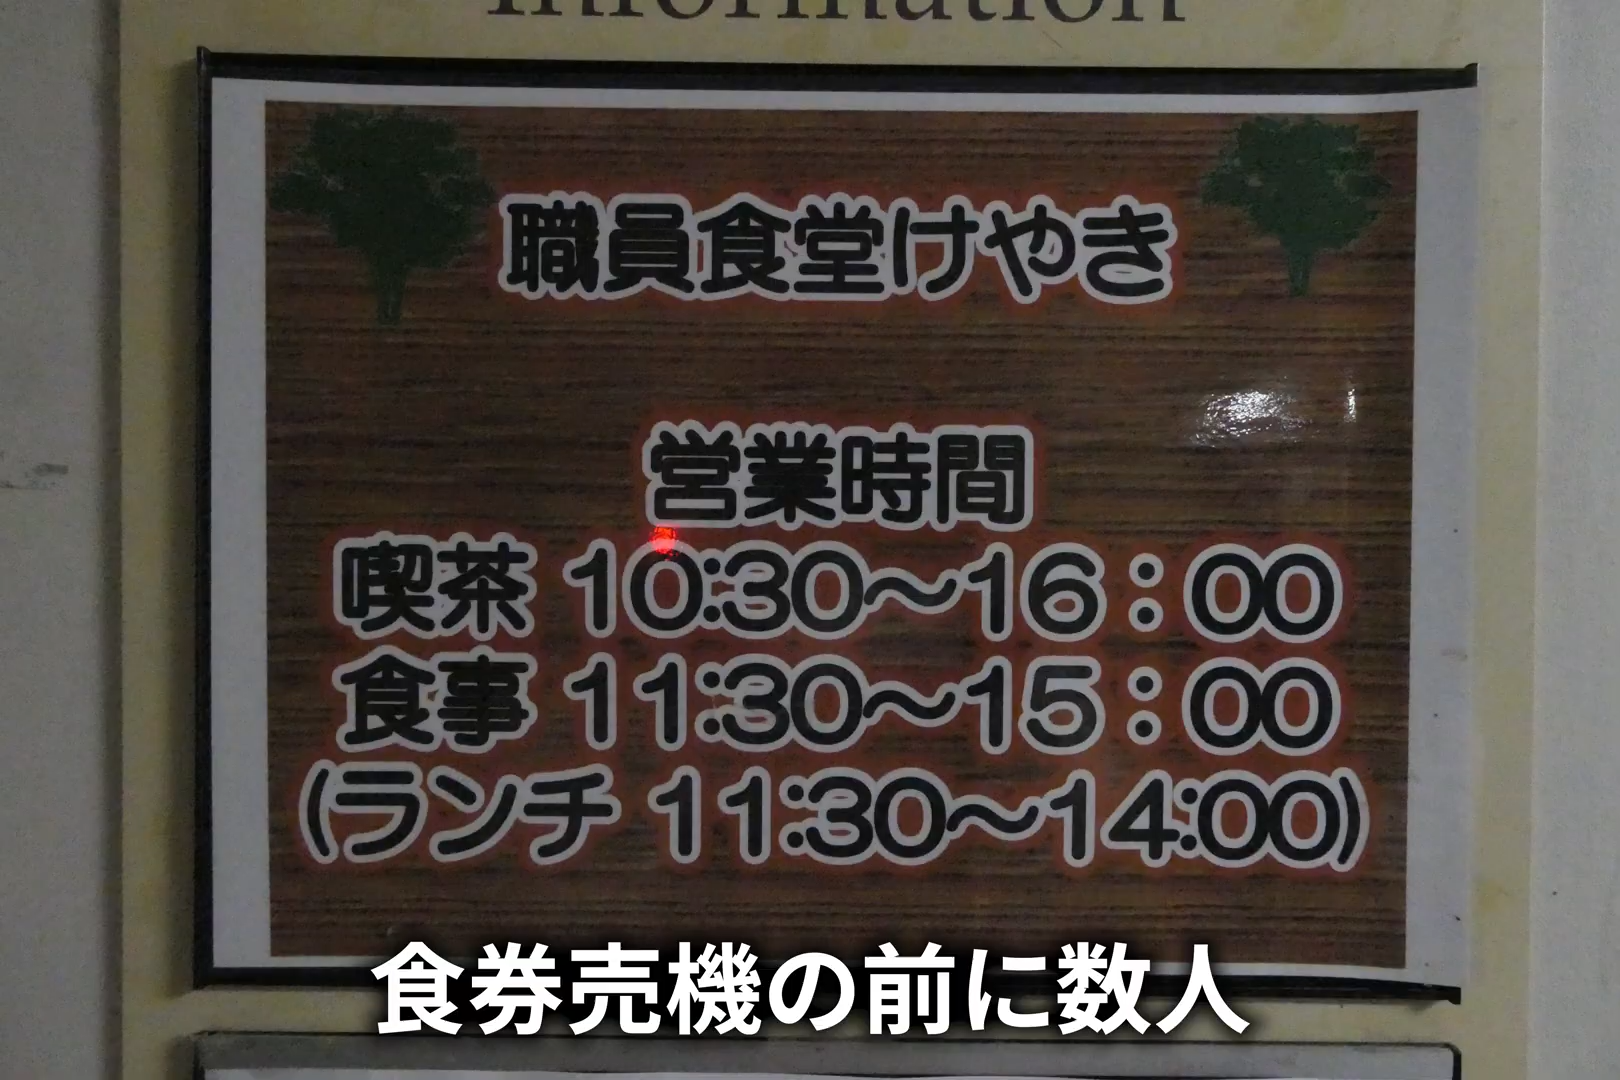 Information
職員食堂けやき
営業時間
喫茶 10:30～16：00
食事 11:30～15：00
(ランチ 11:30～14:00)
食券売機の前に数人